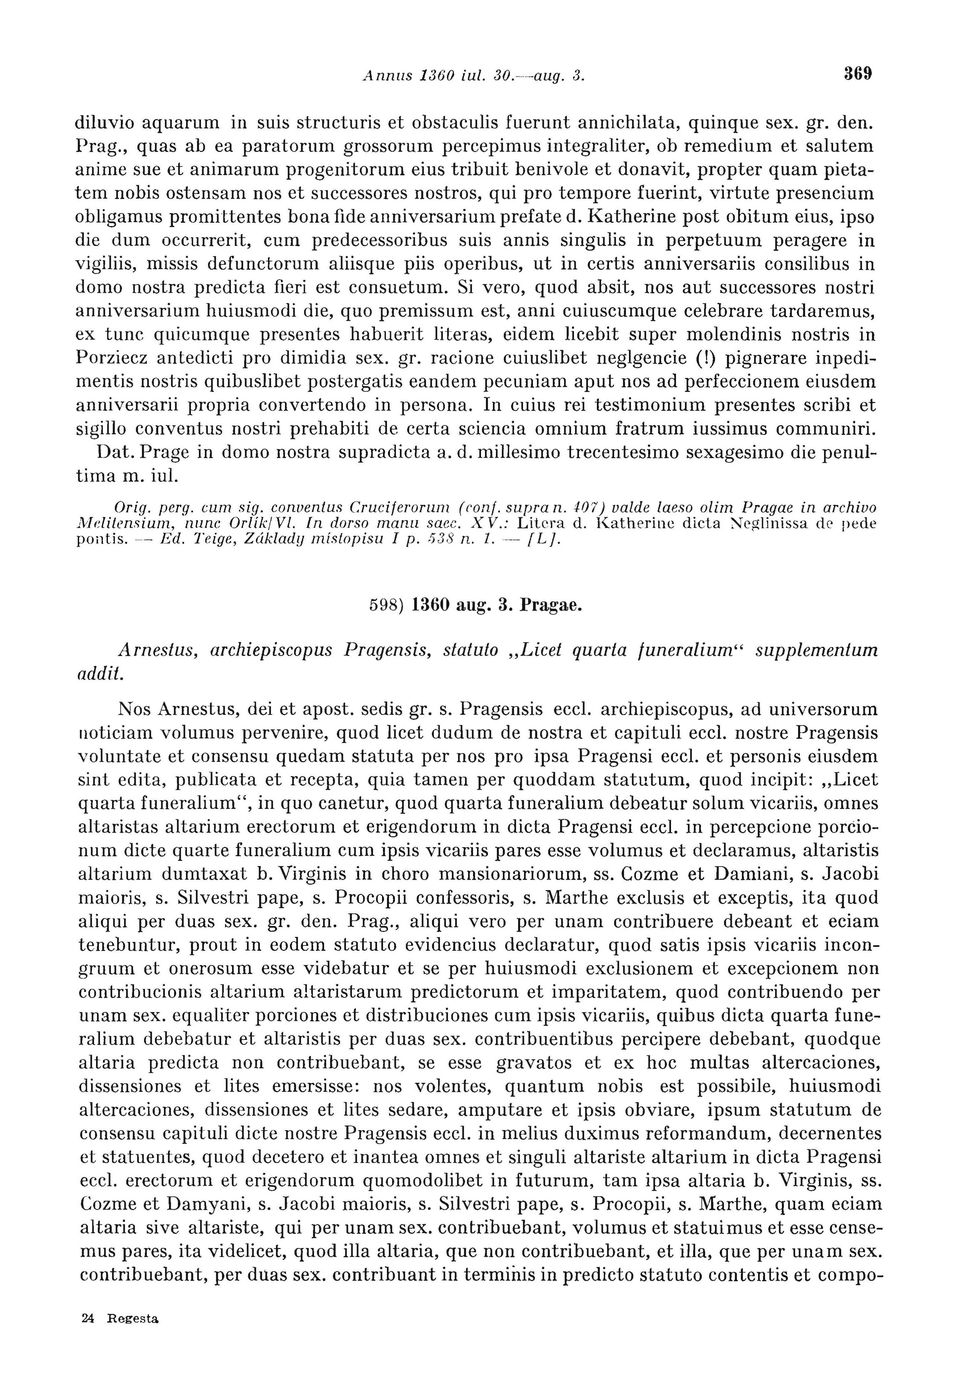 Annus 1360 iul. 30.—aug. 3. 369
diluvio aquarum in suis structuris et obstaculis fuerunt annichilata, quinque sex. gr. den.
Prag., quas ab ea paratorum grossorum percepimus integraliter, ob remedium et salutem
anime sue et animarum progenitorum eius tribuit benivole et donavit, propter quam pieta-
tem nobis ostensam nos et successores nostros, qui pro tempore fuerint, virtute presencium
obligamus promittentes bona fide anniversarium prefate d. Katherine post obitum eius, ipso
die dum occurrerit, cum predecessoribus suis annis singulis in perpetuum peragere in
vigiliis, missis defunctorum aliisque piis operibus, ut in certis anniversariis consilibus in
domo nostra predicta fieri est consuetum. Si vero, quod absit, nos aut successores nostri
anniversarium huiusmodi die, quo premissum est, anni cuiuscumque celebrare tardaremus,
ex tunc quicumque presentes habuerit literas, eidem licebit super molendinis nostris in
Porziecz antedicti pro dimidia sex. gr. racione cuiuslibet neglgencie (!) pignerare inpedi-
mentis nostris quibuslibet postergatis eandem pecuniam aput nos ad perfeccionem eiusdem
anniversarii propria convertendo in persona. In cuius rei testimonium presentes scribi et
sigillo conventus nostri prehabiti de certa sciencia omnium fratrum iussimus communiri.
Dat. Prage in domo nostra supradicta a. d. millesimo trecentesimo sexagesimo die penul-
tima m. iul.
Orig. perg. cum sig. conventus Cruciferorum (conf. supra n. 407) valde laeso olim Pragae in archivo
Melitensium, nunc Orlík/VI. In dorso manu saec. XV.: Litera d. Katherine dicta Neglinissa de pede
pontis. — Ed. Teige, Základy místopisu I p. 538 n. 1. — [L].
598) 1360 aug. 3. Pragae.
Arnestus, archiepiscopus Pragensis, statuto „Licet quarta funeralium“ supplementum
addit.
Nos Arnestus, dei et apost. sedis gr. s. Pragensis eccl. archiepiscopus, ad universorum
noticiam volumus pervenire, quod licet dudum de nostra et capituli eccl. nostre Pragensis
voluntate et consensu quedam statuta per nos pro ipsa Pragensi eccl. et personis eiusdem
sint edita, publicata et recepta, quia tamen per quoddam statutum, quod incipit: „Licet
quarta funeralium“, in quo canetur, quod quarta funeralium debeatur solum vicariis, omnes
altaristas altarium erectorum et erigendorum in dicta Pragensi eccl. in percepcione porcio-
num dicte quarte funeralium cum ipsis vicariis pares esse volumus et declaramus, altaristis
altarium dumtaxat b. Virginis in choro mansionariorum, ss. Cozme et Damiani, s. Jacobi
maioris, s. Silvestri pape, s. Procopii confessoris, s. Marthe exclusis et exceptis, ita quod
aliqui per duas sex. gr. den. Prag., aliqui vero per unam contribuere debeant et eciam
tenebuntur, prout in eodem statuto evidencius declaratur, quod satis ipsis vicariis incon-
gruum et onerosum esse videbatur et se per huiusmodi exclusionem et excepcionem non
contribucionis altarium altaristarum predictorum et imparitatem, quod contribuendo per
unam sex. equaliter porciones et distribuciones cum ipsis vicariis, quibus dicta quarta fune-
ralium debebatur et altaristis per duas sex. contribuentibus percipere debebant, quodque
altaria predicta non contribuebant, se esse gravatos et ex hoc multas altercaciones,
dissensiones et lites emersisse: nos volentes, quantum nobis est possibile, huiusmodi
altercaciones, dissensiones et lites sedare, amputare et ipsis obviare, ipsum statutum de
consensu capituli dicte nostre Pragensis eccl. in melius duximus reformandum, decernentes
et statuentes, quod decetero et inantea omnes et singuli altariste altarium in dicta Pragensi
eccl. erectorum et erigendorum quomodolibet in futurum, tam ipsa altaria b. Virginis, ss.
Cozme et Damyani, s. Jacobi maioris, s. Silvestri pape, s. Procopii, s. Marthe, quam eciam
altaria sive altariste, qui per unam sex. contribuebant, volumus et statuimus et esse cense-
mus pares, ita videlicet, quod illa altaria, que non contribuebant, et illa, que per unam sex.
contribuebant, per duas sex. contribuant in terminis in predicto statuto contentis et compo-
24 Regesta